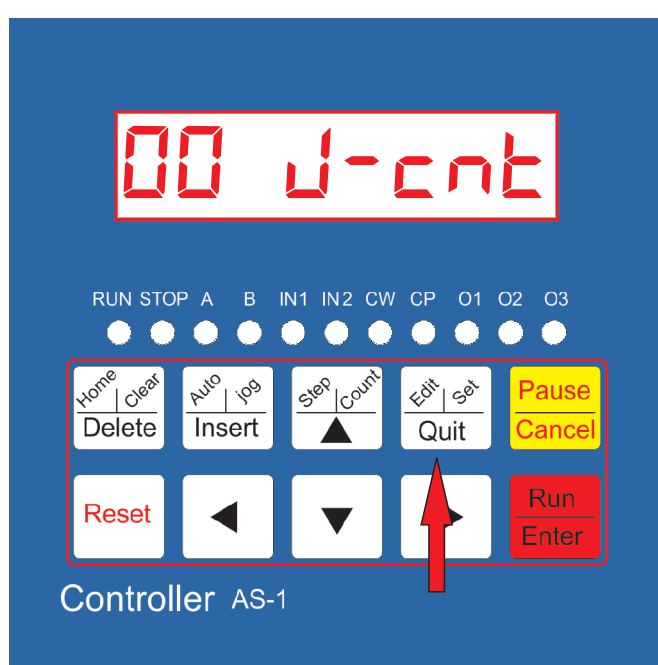 00 J-cnt
RUN STOP A B IN1 IN2 CW CP O1 O2 O3
Home Clear Auto jog Step Count Edit Set Pause
Delete Insert Quit Cancel
Reset Run
Enter
Controller AS-1